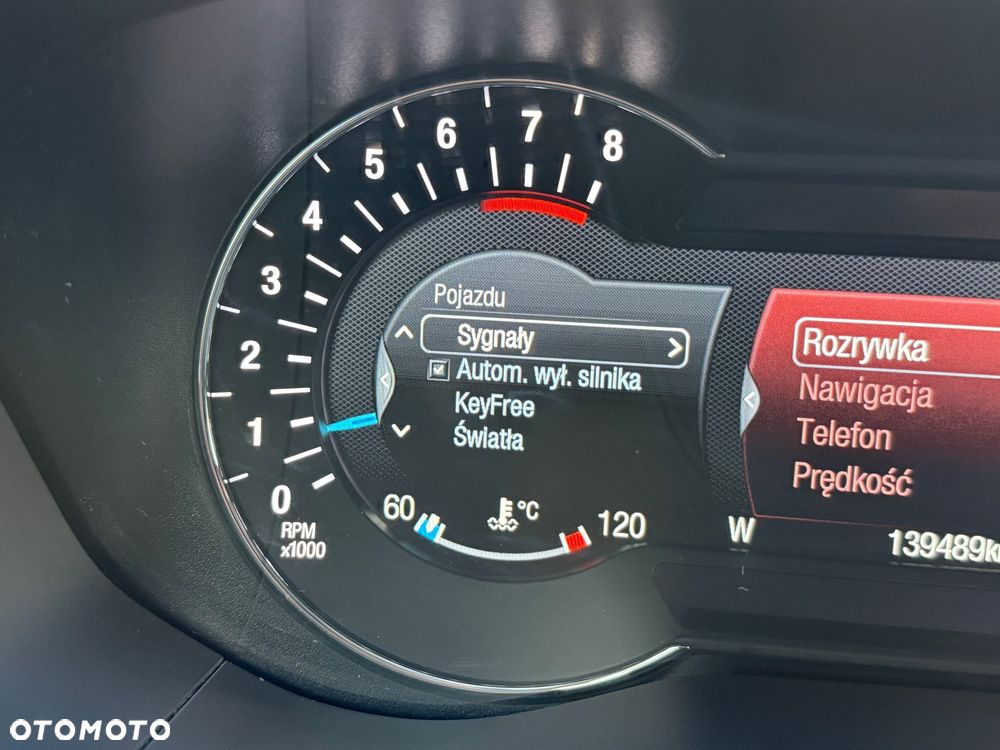 8
7
6
5
4
3
2
1
0
RPM
x1000
Pojazdu
Sygnały
Autom. wył. silnika
KeyFree
Światła
60
°C
120
Rozrywka
Nawigacja
Telefon
Prędkość
W
139489km
OTOMOTO